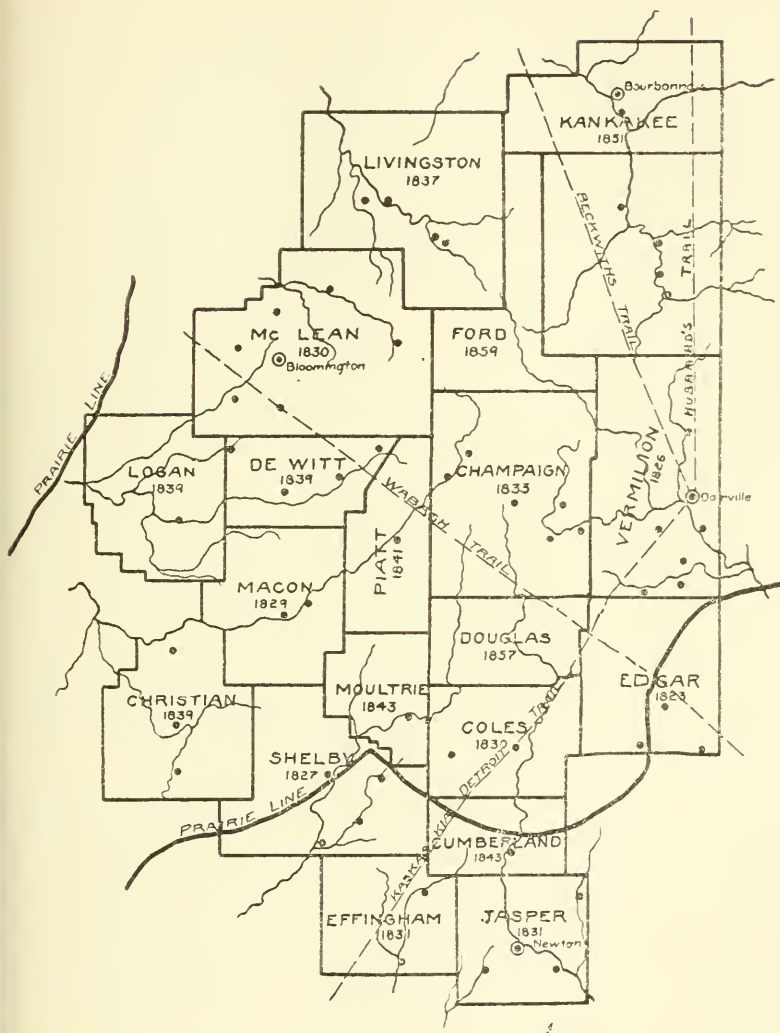 Bourbonnais
KANKAKEE
1851
LIVINGSTON
1837
BECKWITHS TRAIL
HUBBARD'S TRAIL
Mc LEAN
1830
Bloommington
FORD
1859
PRAIRIE LINE
LOGAN
1839
DE WITT
1839
CHAMPAIGN
1833
VERMILION
1826
Danville
WABAGH TRAIL
PIATT
1841
MACON
1829
DOUGLAS
1857
EDGAR
1823
CHRISTIAN
1839
MOULTRIE
1843
COLES
1830
SHELBY
1827
PRAIRIE LINE
KASKASKIA DETROIT TRAIL
CUMBERLAND
1843
EFFINGHAM
1831
JASPER
1831
Newton